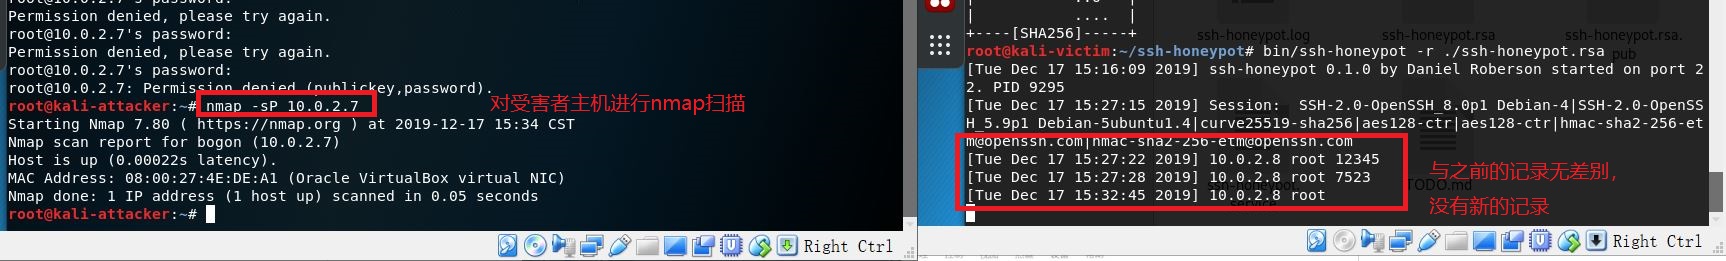 root@10.0.2.7's password:
Permission denied, please try again.
root@10.0.2.7's password:
Permission denied, please try again.
root@10.0.2.7's password:
root@10.0.2.7: Permission denied (publickey,password).
root@kali-attacker:~# nmap -sP 10.0.2.7
对受害者主机进行nmap扫描
Starting Nmap 7.80 ( https://nmap.org ) at 2019-12-17 15:34 CST
Nmap scan report for bogon (10.0.2.7)
Host is up (0.00022s latency).
MAC Address: 08:00:27:4E:DE:A1 (Oracle VirtualBox virtual NIC)
Nmap done: 1 IP address (1 host up) scanned in 0.05 seconds
root@kali-attacker:~#
Right Ctrl
| .... |
+----[SHA256]-----+
ssh-honeypot.log
ssh-honeypot.rsa
ssh-honeypot.rsa.
pub
root@kali-victim:~/ssh-honeypot# bin/ssh-honeypot -r ./ssh-honeypot.rsa
[Tue Dec 17 15:16:09 2019] ssh-honeypot 0.1.0 by Daniel Roberson started on port 2
2. PID 9295
[Tue Dec 17 15:27:15 2019] Session: SSH-2.0-OpenSSH_8.0p1 Debian-4|SSH-2.0-OpenSS
H_5.9p1 Debian-5ubuntu1.4|curve25519-sha256|aes128-ctr|aes128-ctr|hmac-sha2-256-et
m@openssh.com|hmac-sha2-256-etm@openssh.com
[Tue Dec 17 15:27:22 2019] 10.0.2.8 root 12345
[Tue Dec 17 15:27:28 2019] 10.0.2.8 root 7523
[Tue Dec 17 15:32:45 2019] 10.0.2.8 root
TODO.md
与之前的记录无差别，
没有新的记录
Right Ctrl